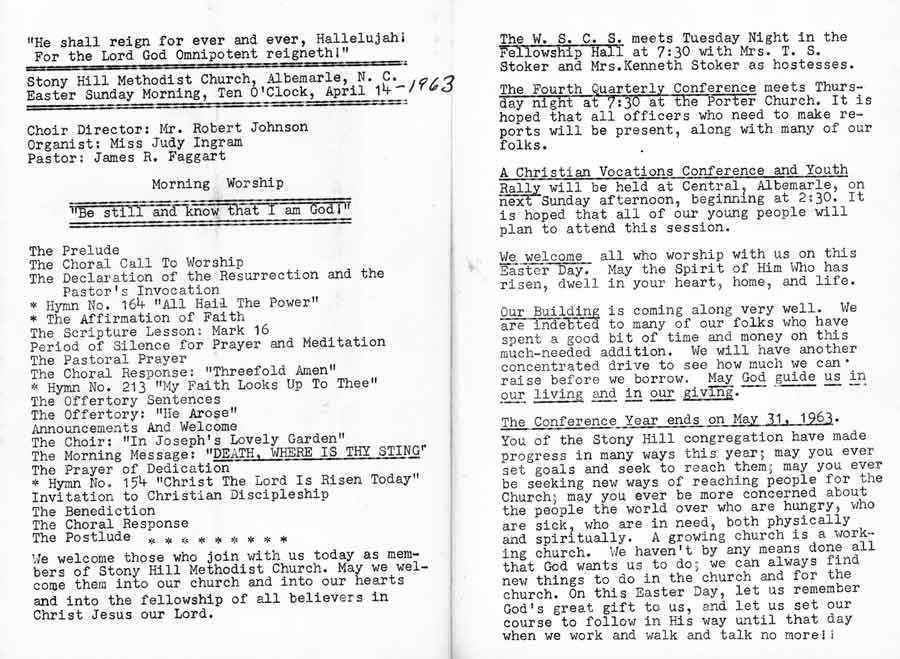 "He shall reign for ever and ever, Hallelujah!
For the Lord God Omnipotent reigneth!"
Stony Hill Methodist Church, Albemarle, N. C.
Easter Sunday Morning, Ten O'Clock, April 14 - 1963
Choir Director: Mr. Robert Johnson
Organist: Miss Judy Ingram
Pastor: James R. Faggart
Morning Worship
"Be still and know that I am God!"
The Prelude
The Choral Call To Worship
The Declaration of the Resurrection and the
Pastor's Invocation
* Hymn No. 164 "All Hail The Power"
* The Affirmation of Faith
The Scripture Lesson: Mark 16
Period of Silence for Prayer and Meditation
The Pastoral Prayer
The Choral Response: "Threefold Amen"
* Hymn No. 213 "My Faith Looks Up To Thee"
The Offertory Sentences
The Offertory: "He Arose"
Announcements And Welcome
The Choir: "In Joseph's Lovely Garden"
The Morning Message: "DEATH, WHERE IS THY STING"
The Prayer of Dedication
* Hymn No. 154 "Christ The Lord Is Risen Today"
Invitation to Christian Discipleship
The Benediction
The Choral Response
The Postlude * * * * * * * * *
We welcome those who join with us today as mem-
bers of Stony Hill Methodist Church. May we wel-
come them into our church and into our hearts
and into the fellowship of all believers in
Christ Jesus our Lord.
The W. S. C. S. meets Tuesday Night in the
Fellowship Hall at 7:30 with Mrs. T. S.
Stoker and Mrs.Kenneth Stoker as hostesses.
The Fourth Quarterly Conference meets Thurs-
day night at 7:30 at the Porter Church. It is
hoped that all officers who need to make re-
ports will be present, along with many of our
folks.
A Christian Vocations Conference and Youth
Rally will be held at Central, Albemarle, on
next Sunday afternoon, beginning at 2:30. It
is hoped that all of our young people will
plan to attend this session.
We welcome all who worship with us on this
Easter Day. May the Spirit of Him Who has
risen, dwell in your heart, home, and life.
Our Building is coming along very well. We
are indebted to many of our folks who have
spent a good bit of time and money on this
much-needed addition. We will have another
concentrated drive to see how much we can
raise before we borrow. May God guide us in
our living and in our giving.
The Conference Year ends on May 31, 1963.
You of the Stony Hill congregation have made
progress in many ways this year; may you ever
set goals and seek to reach them; may you ever
be seeking new ways of reaching people for the
Church; may you ever be more concerned about
the people the world over who are hungry, who
are sick, who are in need, both physically
and spiritually. A growing church is a work-
ing church. We haven't by any means done all
that God wants us to do; we can always find
new things to do in the church and for the
church. On this Easter Day, let us remember
God's great gift to us, and let us set our
course to follow in His way until that day
when we work and walk and talk no more!!